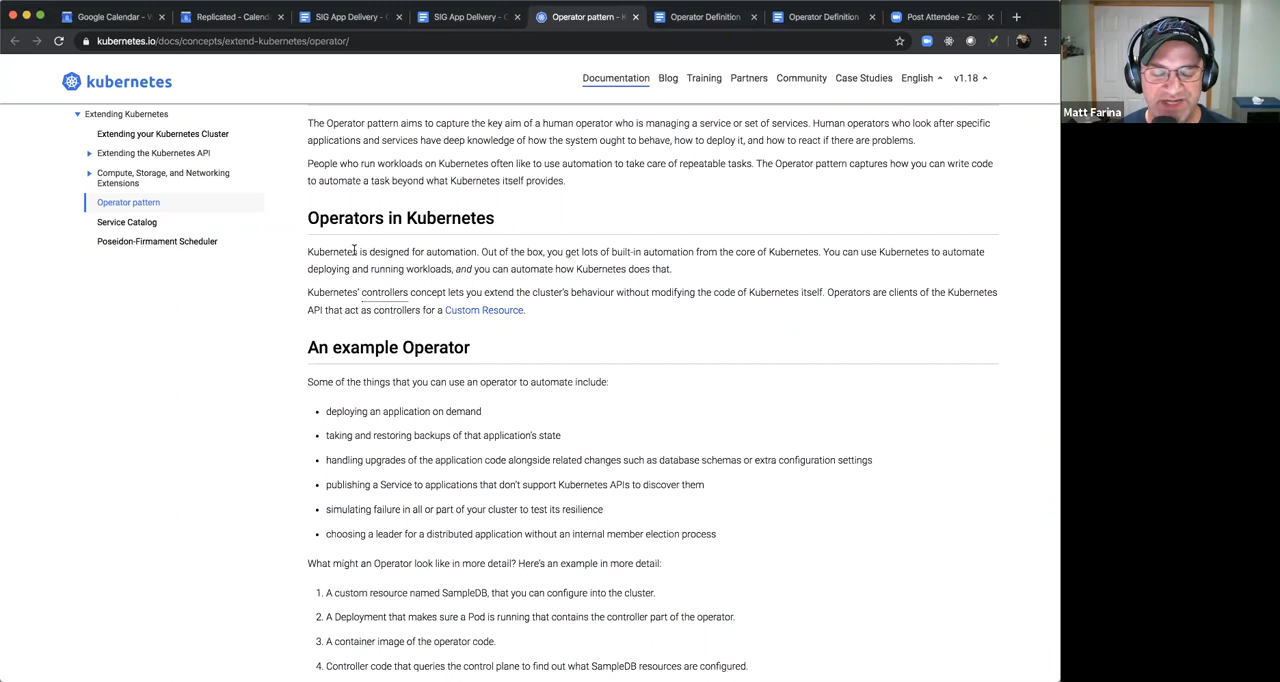 Google Calendar - W
Replicated - Calenda
SIG App Delivery - C
SIG App Delivery - C
Operator pattern - K
Operator Definition
Operator Definition
Post Attendee - Zoo
kubernetes.io/docs/concepts/extend-kubernetes/operator/
Matt Farina
kubernetes
Documentation Blog Training Partners Community Case Studies English v1.18
Extending Kubernetes
Extending your Kubernetes Cluster
Extending the Kubernetes API
Compute, Storage, and Networking
Extensions
Operator pattern
Service Catalog
Poseidon-Firmament Scheduler
The Operator pattern aims to capture the key aim of a human operator who is managing a service or set of services. Human operators who look after specific
applications and services have deep knowledge of how the system ought to behave, how to deploy it, and how to react if there are problems.
People who run workloads on Kubernetes often like to use automation to take care of repeatable tasks. The Operator pattern captures how you can write code
to automate a task beyond what Kubernetes itself provides.
Operators in Kubernetes
Kubernetes is designed for automation. Out of the box, you get lots of built-in automation from the core of Kubernetes. You can use Kubernetes to automate
deploying and running workloads, and you can automate how Kubernetes does that.
Kubernetes' controllers concept lets you extend the cluster's behaviour without modifying the code of Kubernetes itself. Operators are clients of the Kubernetes
API that act as controllers for a Custom Resource.
An example Operator
Some of the things that you can use an operator to automate include:
• deploying an application on demand
• taking and restoring backups of that application's state
• handling upgrades of the application code alongside related changes such as database schemas or extra configuration settings
• publishing a Service to applications that don't support Kubernetes APIs to discover them
• simulating failure in all or part of your cluster to test its resilience
• choosing a leader for a distributed application without an internal member election process
What might an Operator look like in more detail? Here's an example in more detail:
1. A custom resource named SampleDB, that you can configure into the cluster.
2. A Deployment that makes sure a Pod is running that contains the controller part of the operator.
3. A container image of the operator code.
4. Controller code that queries the control plane to find out what SampleDB resources are configured.